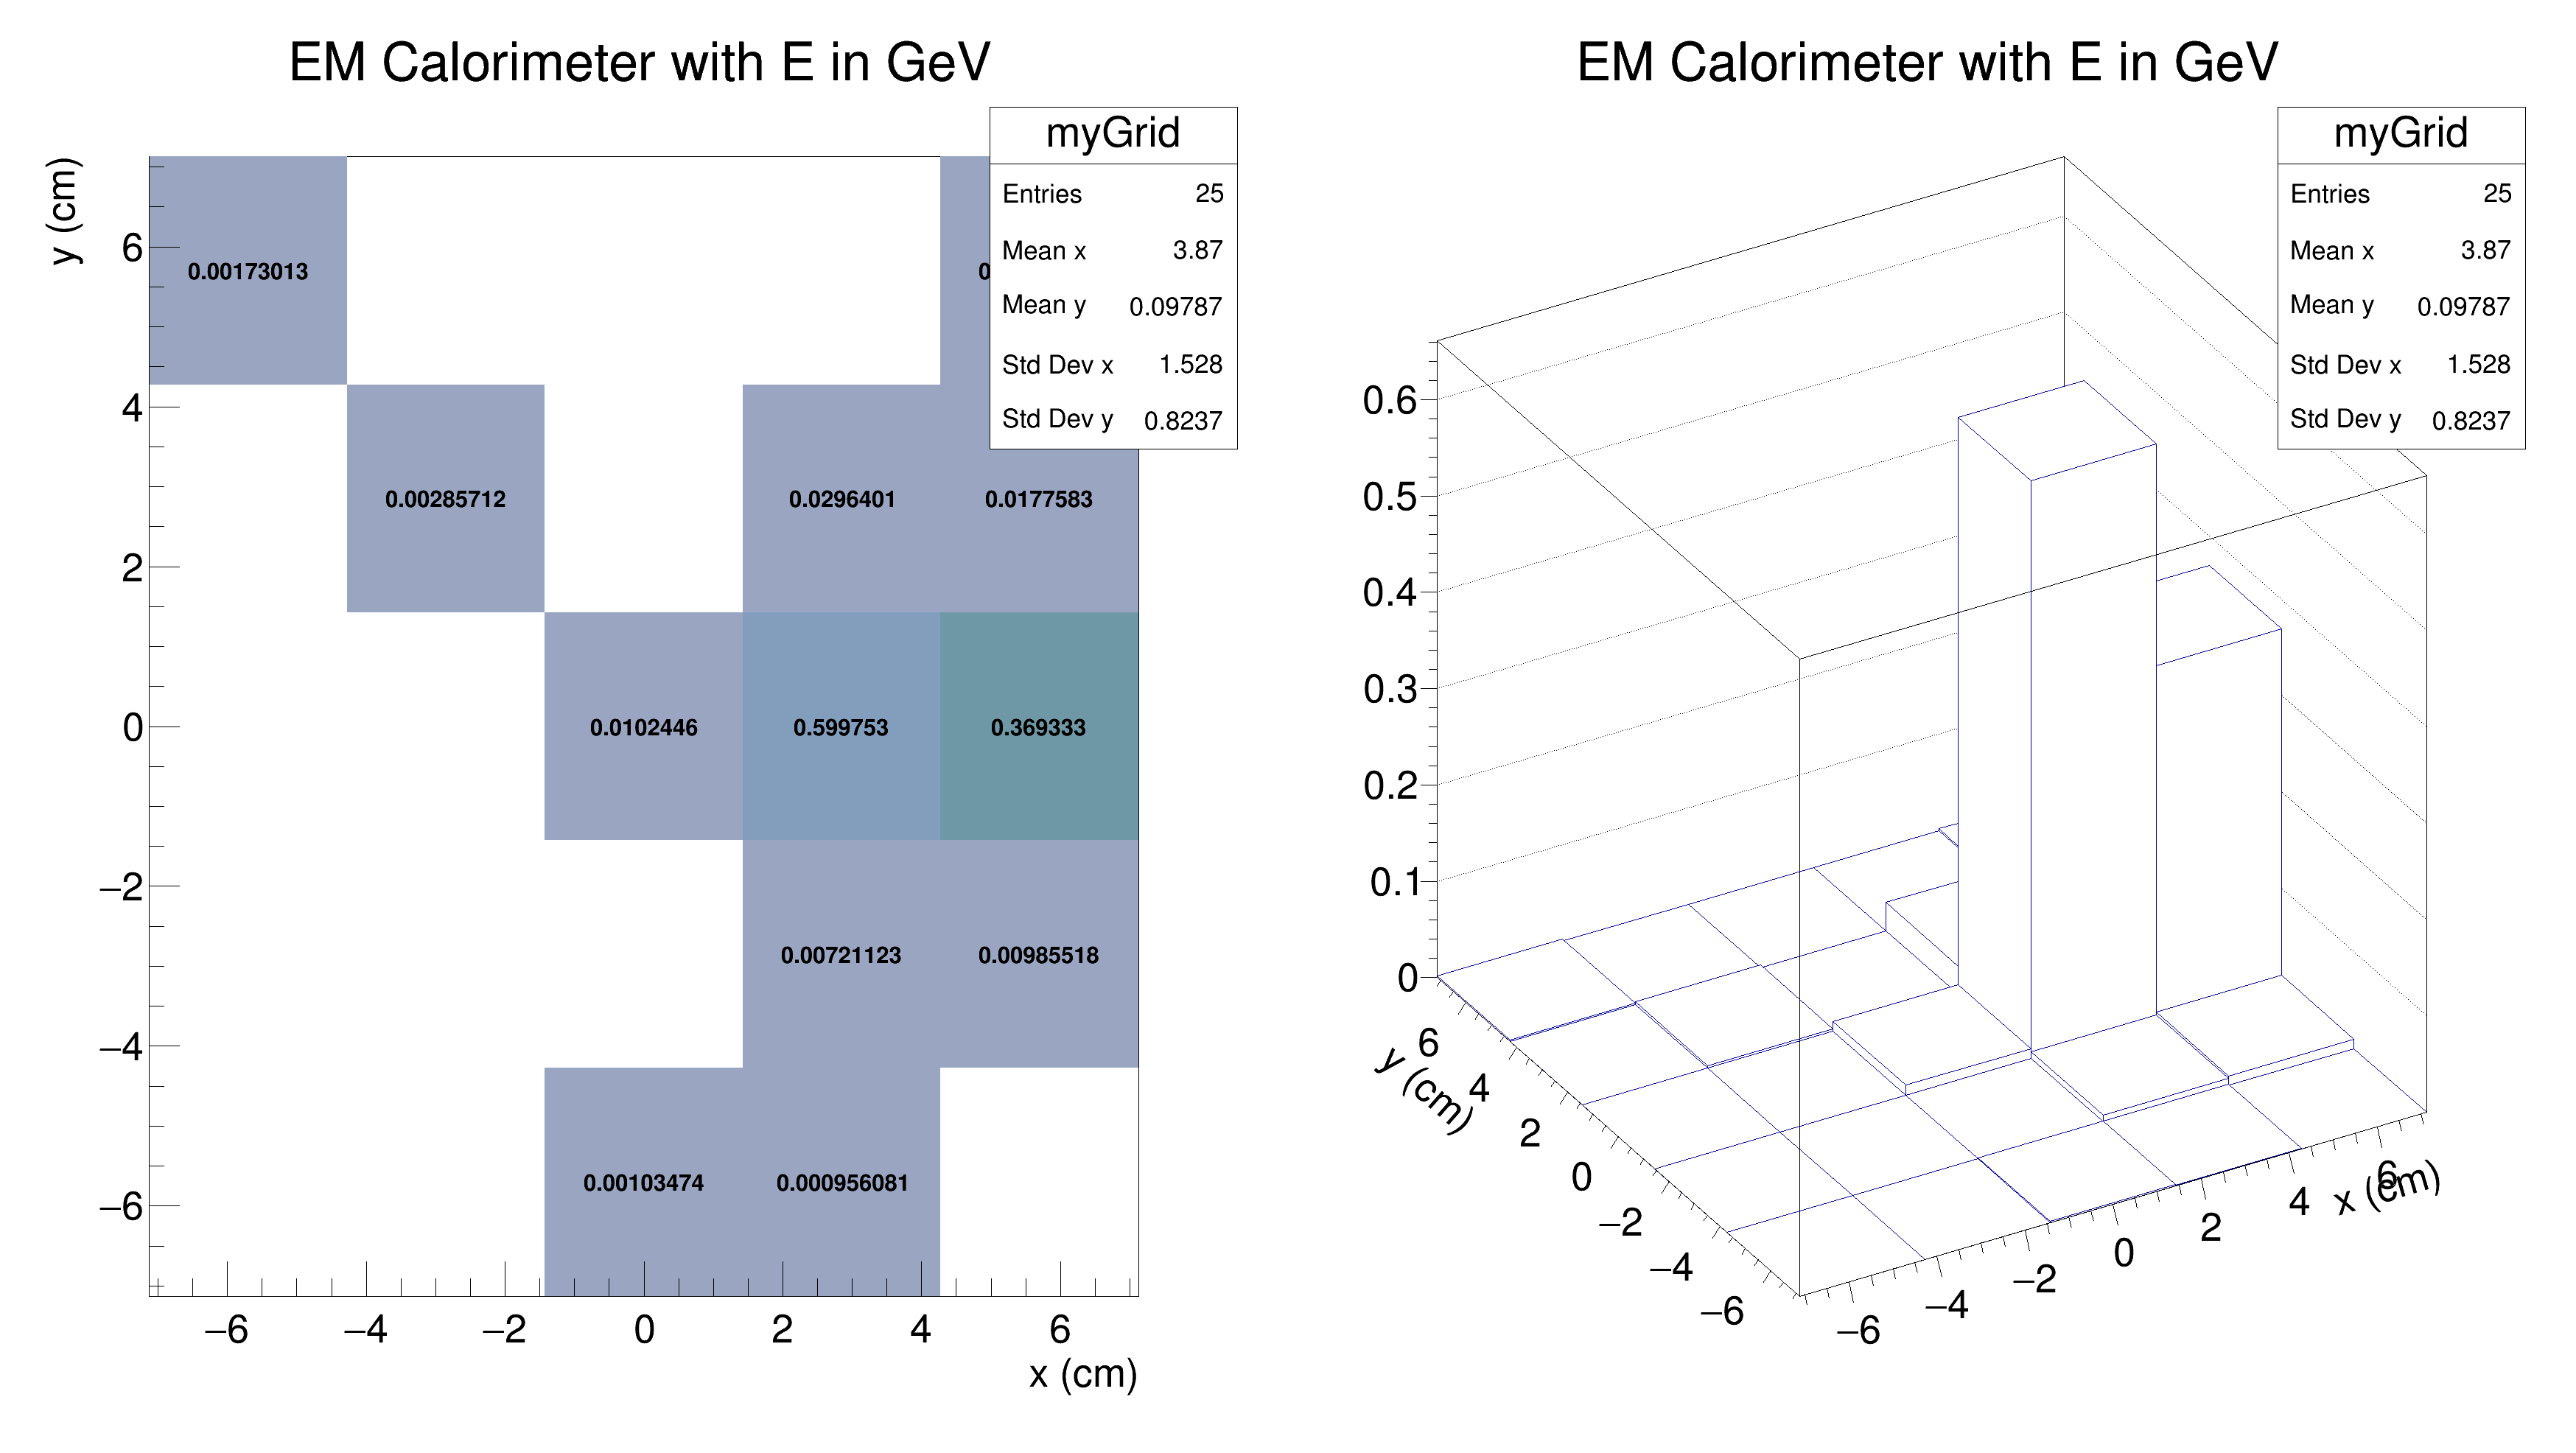 EM Calorimeter with E in GeV
myGrid
Entries 25
Mean x 3.87
Mean y 0.09787
Std Dev x 1.528
Std Dev y 0.8237
y (cm)
6
4
2
0
−2
−4
−6
0.00173013
0.00285712
0.0296401
0.0177583
0.0102446
0.599753
0.369333
0.00721123
0.00985518
0.00103474
0.000956081
−6 −4 −2 0 2 4 6
x (cm)
EM Calorimeter with E in GeV
myGrid
Entries 25
Mean x 3.87
Mean y 0.09787
Std Dev x 1.528
Std Dev y 0.8237
0.6
0.5
0.4
0.3
0.2
0.1
0
6
4
2
0
−2
−4
−6
y (cm)
−6
−4
−2
0
2
4
6
x (cm)